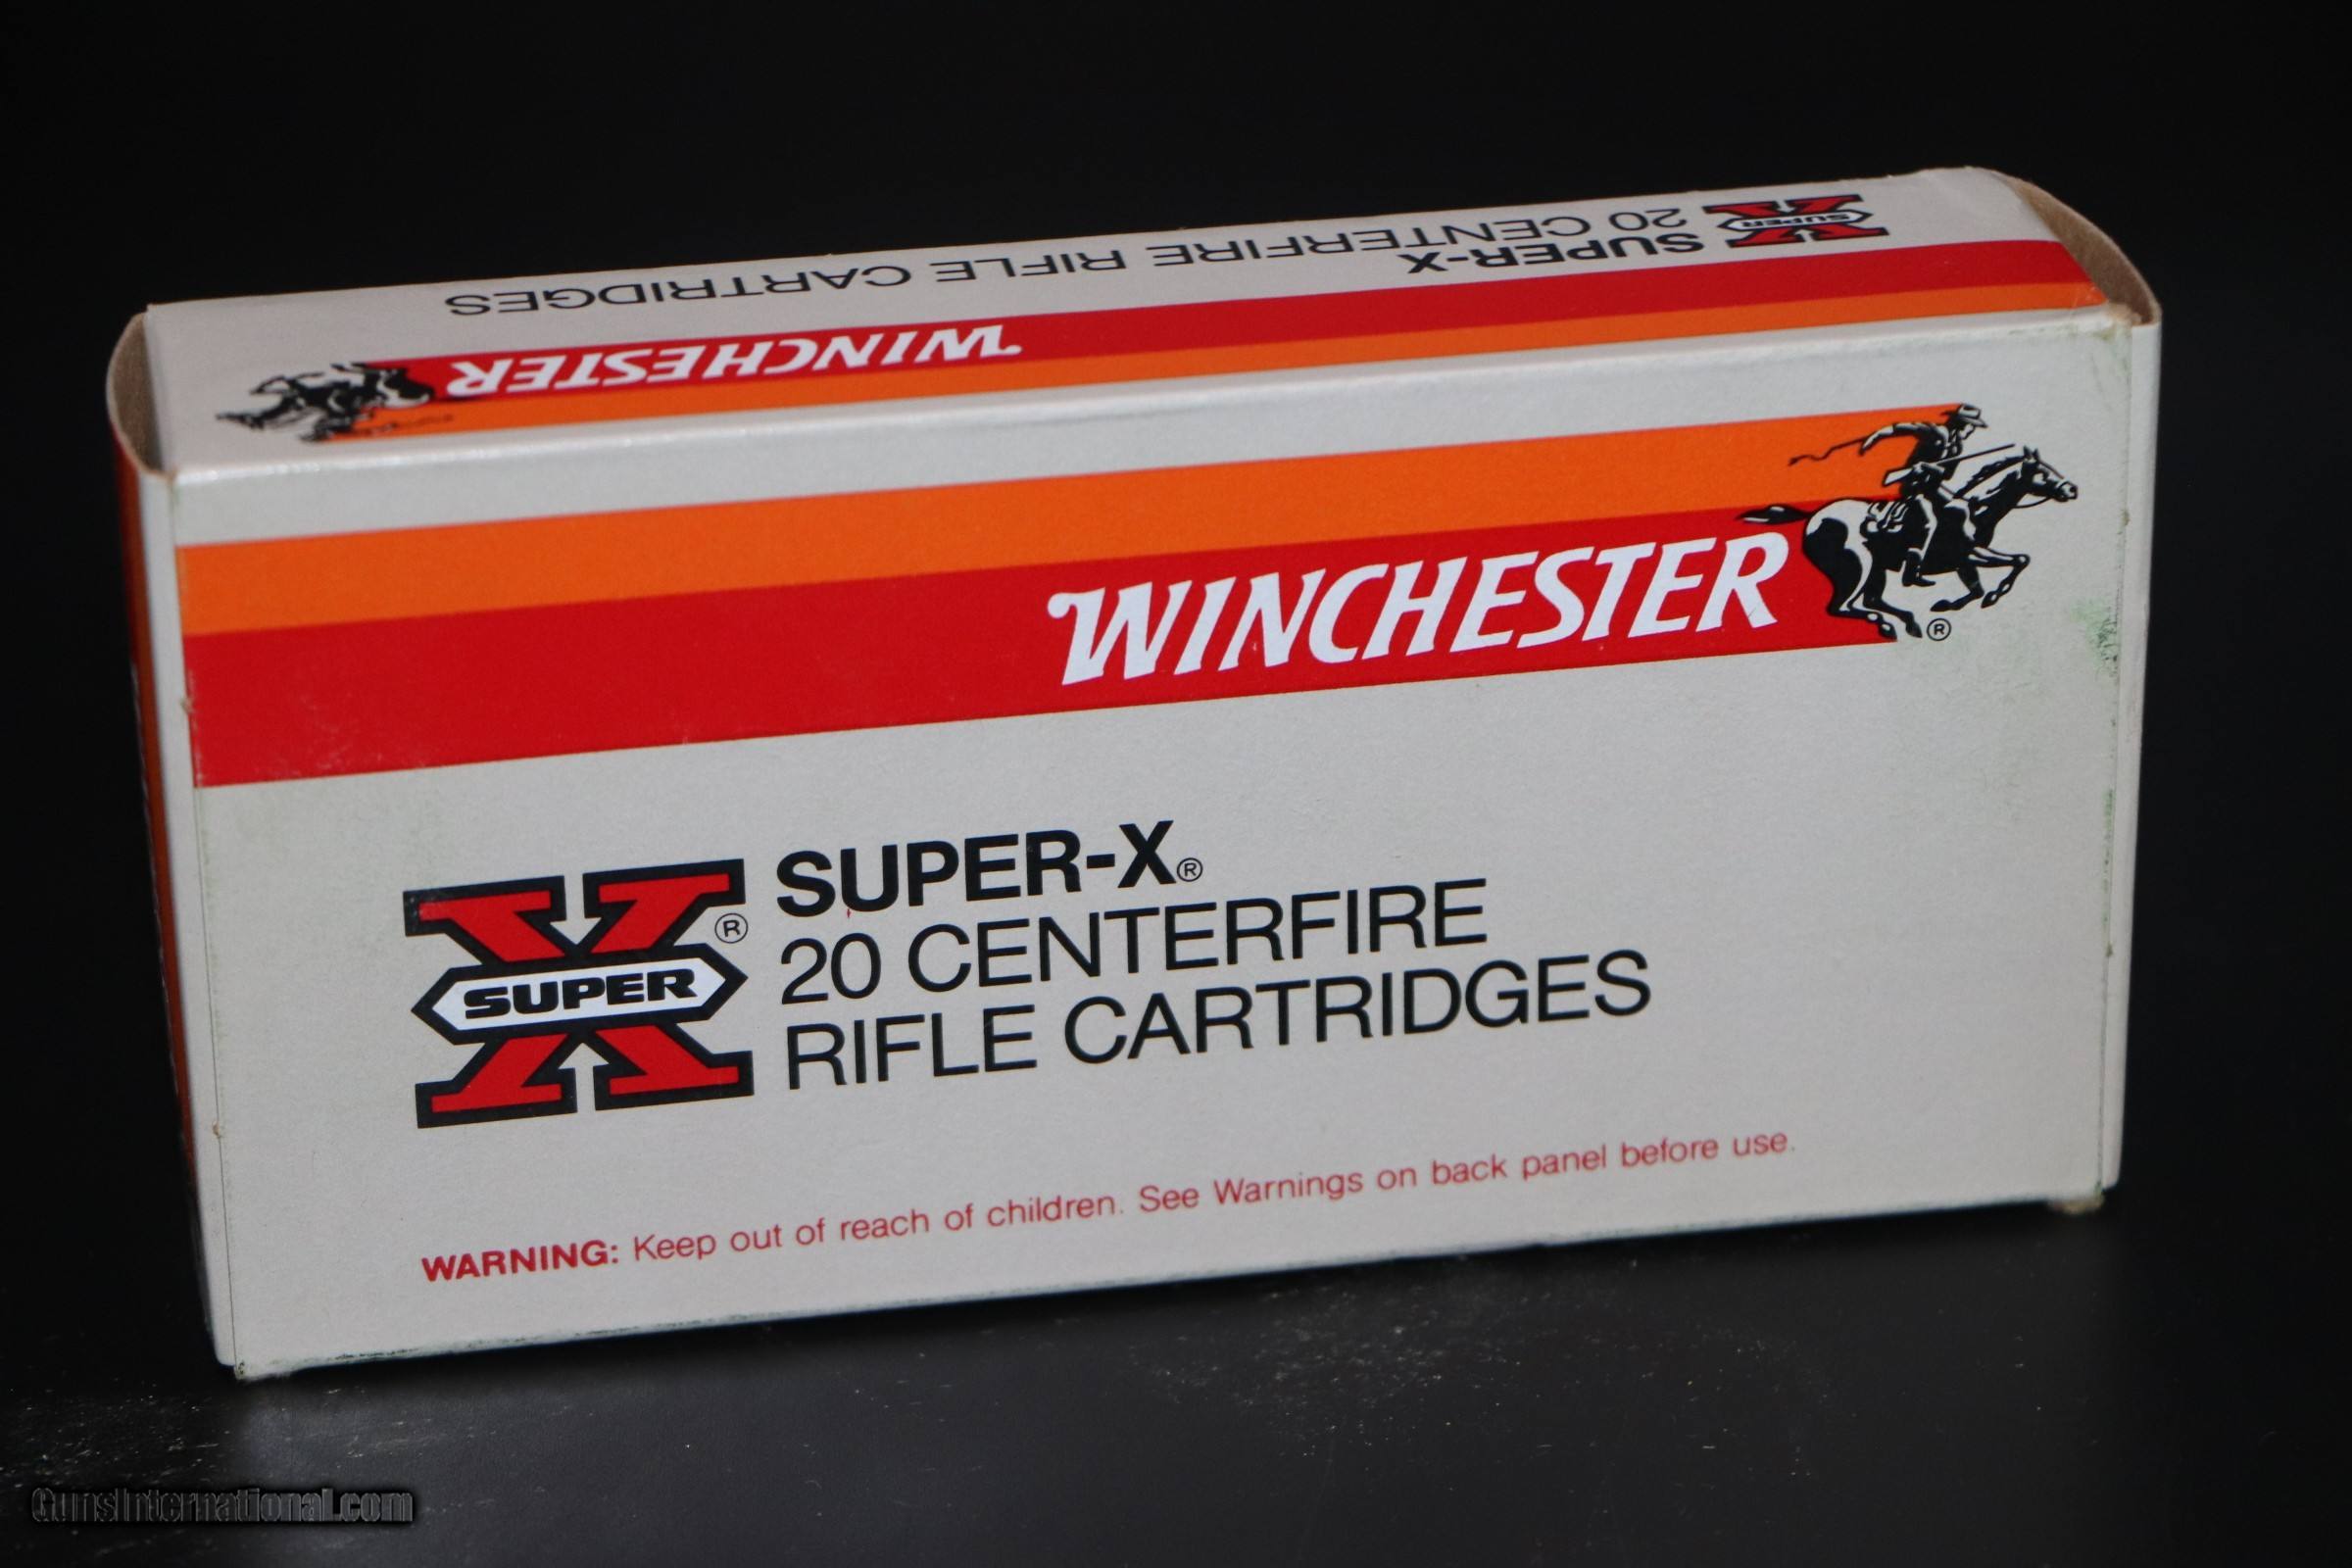 SUPER-X
20 CENTERFIRE RIFLE CARTRIDGES
SUPER
X
WINCHESTER
WINCHESTER
®
X
SUPER
®
SUPER-X®
20 CENTERFIRE
RIFLE CARTRIDGES
WARNING: Keep out of reach of children. See Warnings on back panel before use.
GunsInternational.com